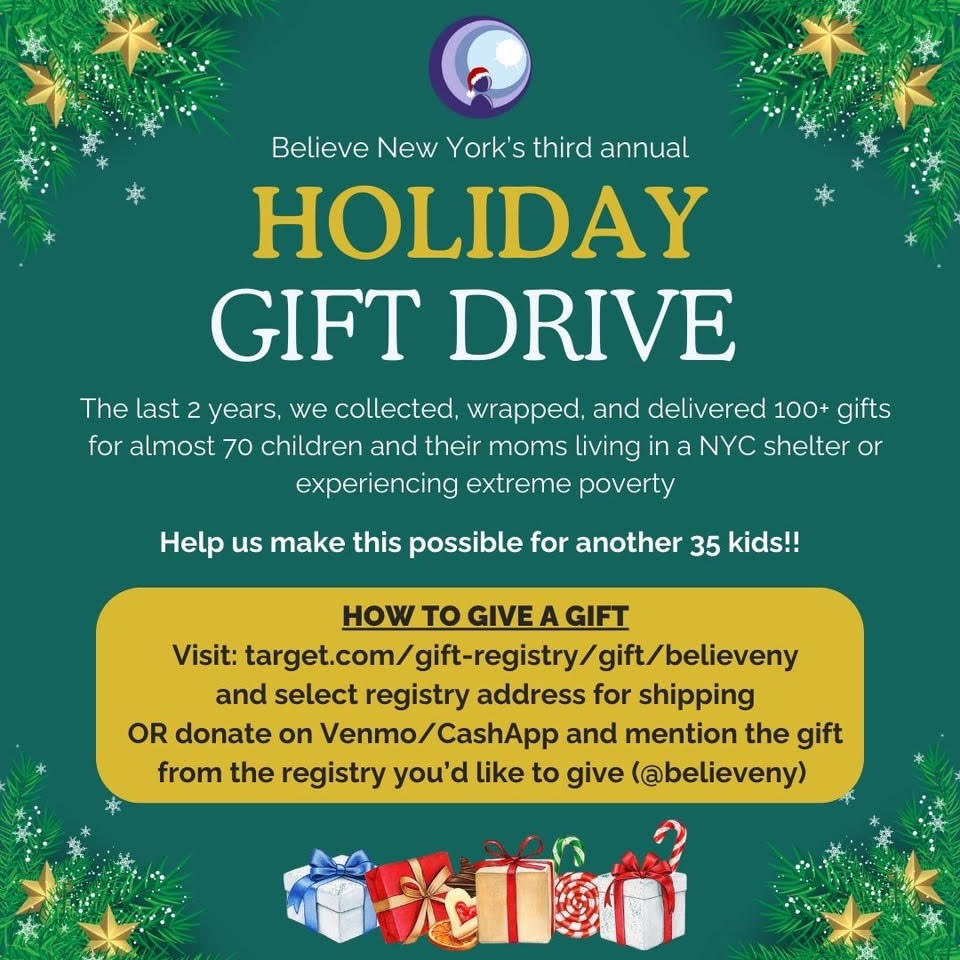 Believe New York's third annual
HOLIDAY
GIFT DRIVE
The last 2 years, we collected, wrapped, and delivered 100+ gifts
for almost 70 children and their moms living in a NYC shelter or
experiencing extreme poverty
Help us make this possible for another 35 kids!!
HOW TO GIVE A GIFT
Visit: target.com/gift-registry/gift/believeny
and select registry address for shipping
OR donate on Venmo/CashApp and mention the gift
from the registry you'd like to give (@believeny)